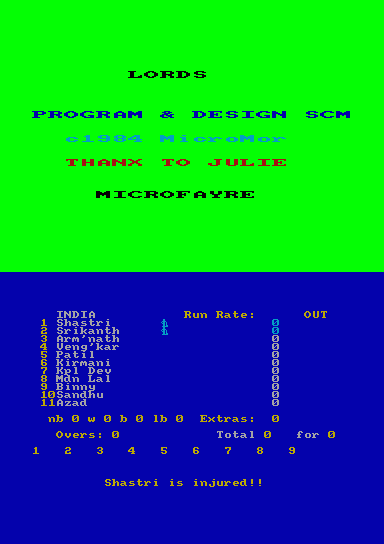 LORDS
PROGRAM & DESIGN SCM
c1984 MicroMor
THANX TO JULIE
MICROFAYRE
INDIA Run Rate: OUT
1 Shastri 0
2 Srikanth 0
3 Arm'nath 0
4 Veng'kar 0
5 Patil 0
6 Kirmani 0
7 Kpl Dev 0
8 Mdn Lal 0
9 Binny 0
10Sandhu 0
11Azad 0
nb 0 w 0 b 0 lb 0 Extras: 0
Overs: 0 Total 0 for 0
1 2 3 4 5 6 7 8 9
Shastri is injured!!